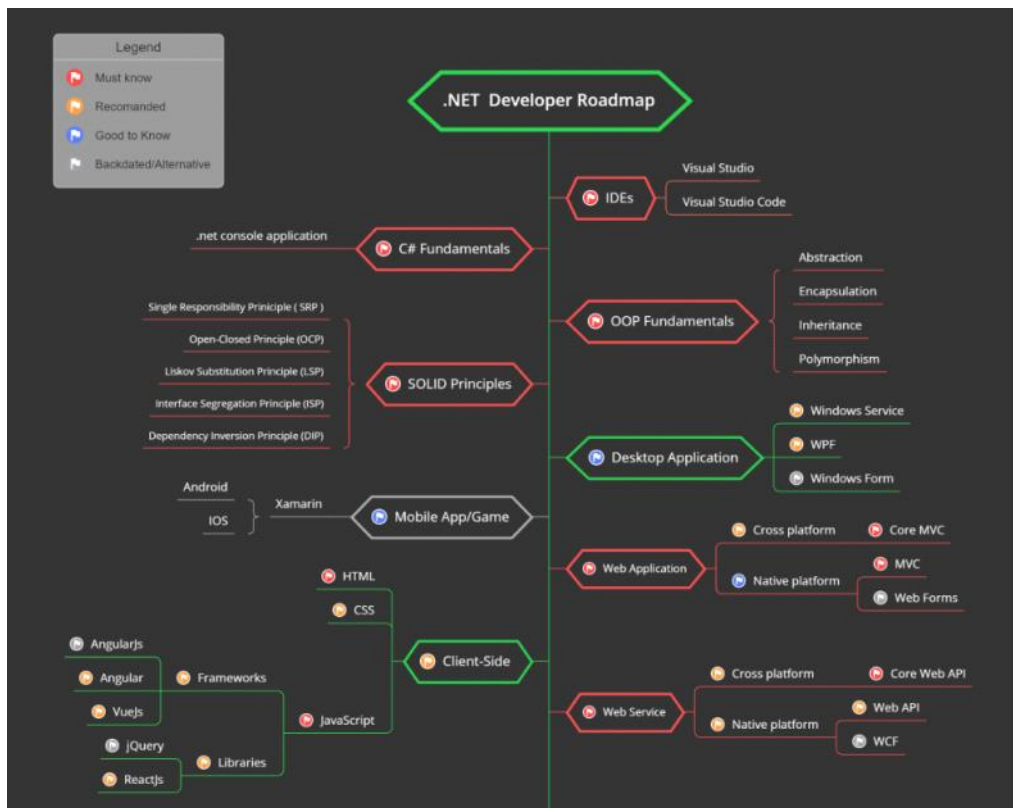 Legend
Must know
Recomanded
Good to Know
Backdated/Alternative
.NET Developer Roadmap
IDEs
Visual Studio
Visual Studio Code
.net console application
C# Fundamentals
OOP Fundamentals
Abstraction
Encapsulation
Inheritance
Polymorphism
Single Responsibility Priniciple ( SRP )
Open-Closed Principle (OCP)
Liskov Substitution Principle (LSP)
Interface Segregation Principle (ISP)
Dependency Inversion Principle (DIP)
SOLID Principles
Desktop Application
Windows Service
WPF
Windows Form
Android
IOS
Xamarin
Mobile App/Game
Web Application
Cross platform
Core MVC
Native platform
MVC
Web Forms
HTML
CSS
Client-Side
AngularJs
Angular
VueJs
Frameworks
JavaScript
jQuery
ReactJs
Libraries
Web Service
Cross platform
Core Web API
Native platform
Web API
WCF